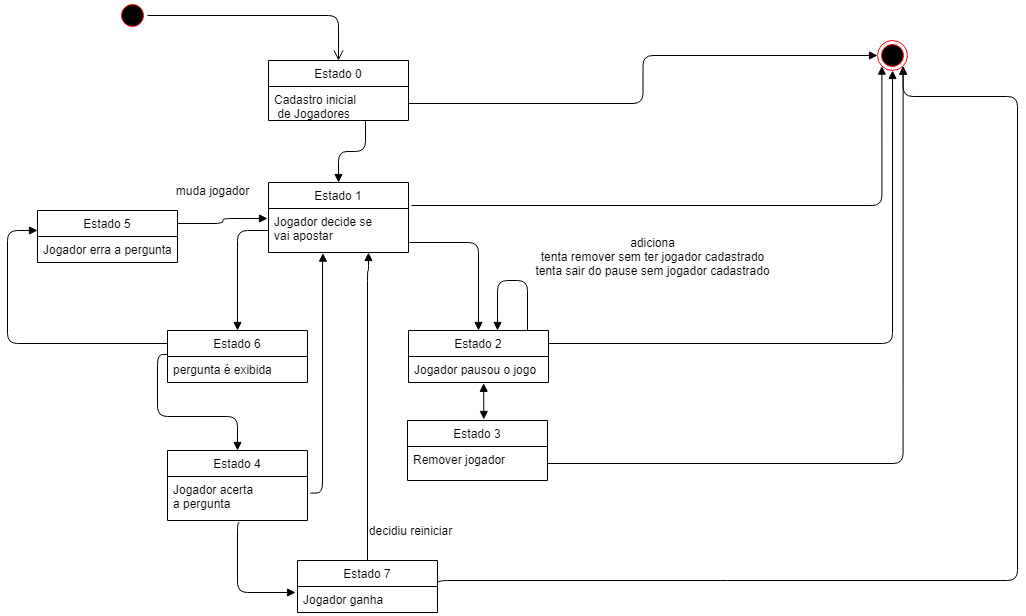 Estado 0
Cadastro inicial
de Jogadores
muda jogador
Estado 1
Jogador decide se
vai apostar
Estado 5
Jogador erra a pergunta
adiciona
tenta remover sem ter jogador cadastrado
tenta sair do pause sem jogador cadastrado
Estado 6
pergunta é exibida
Estado 2
Jogador pausou o jogo
Estado 3
Remover jogador
Estado 4
Jogador acerta
a pergunta
decidiu reiniciar
Estado 7
Jogador ganha